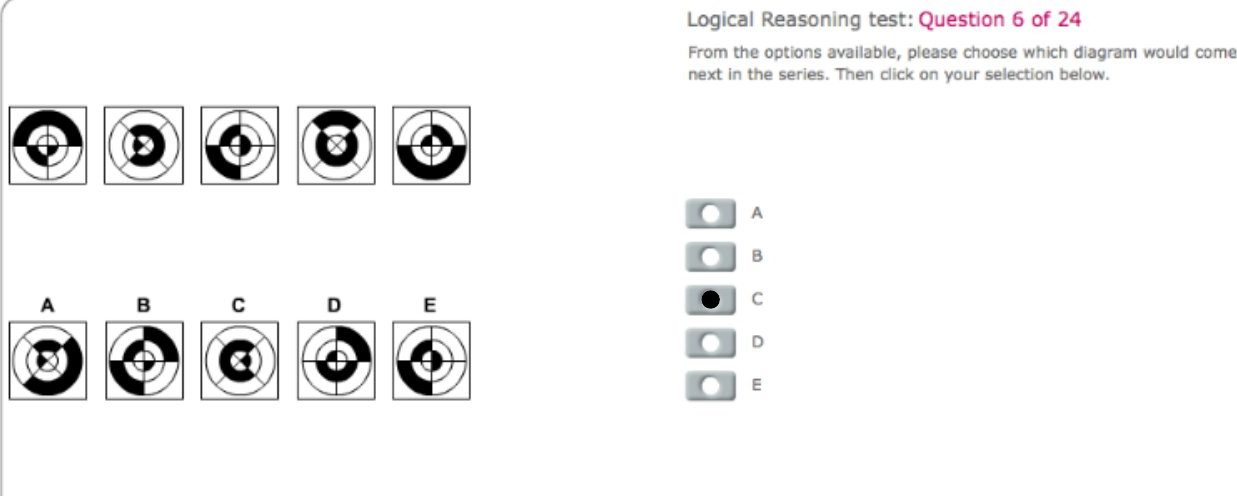 Logical Reasoning test: Question 6 of 24
From the options available, please choose which diagram would come
next in the series. Then click on your selection below.
A
B
C
D
E
A B C D E